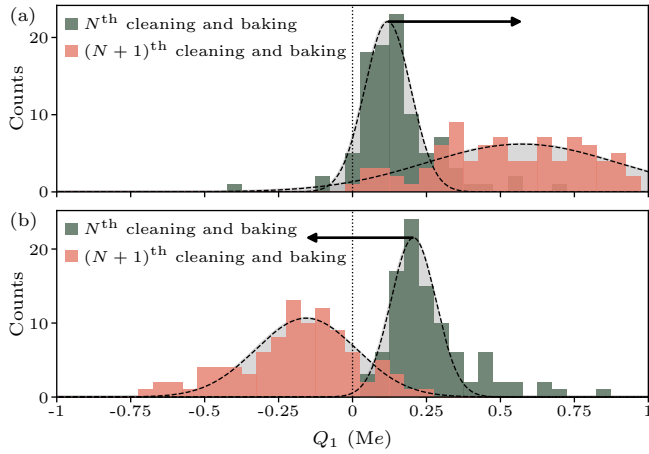 (a)
Nth cleaning and baking
(N + 1)th cleaning and baking
Counts
20
10
0
(b)
Nth cleaning and baking
(N + 1)th cleaning and baking
Counts
20
10
0
-1 -0.75 -0.5 -0.25 0 0.25 0.5 0.75 1
Q1 (Me)